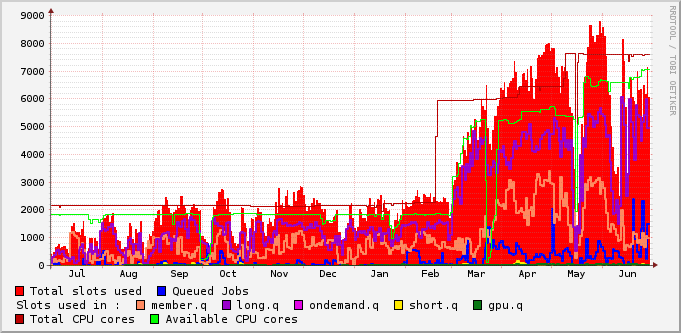 9000
8000
7000
6000
5000
4000
3000
2000
1000
0
Jul Aug Sep Oct Nov Dec Jan Feb Mar Apr May Jun
RRDTOOL / TOBI OETIKER
Total slots used Queued Jobs
Slots used in : member.q long.q ondemand.q short.q gpu.q
Total CPU cores Available CPU cores